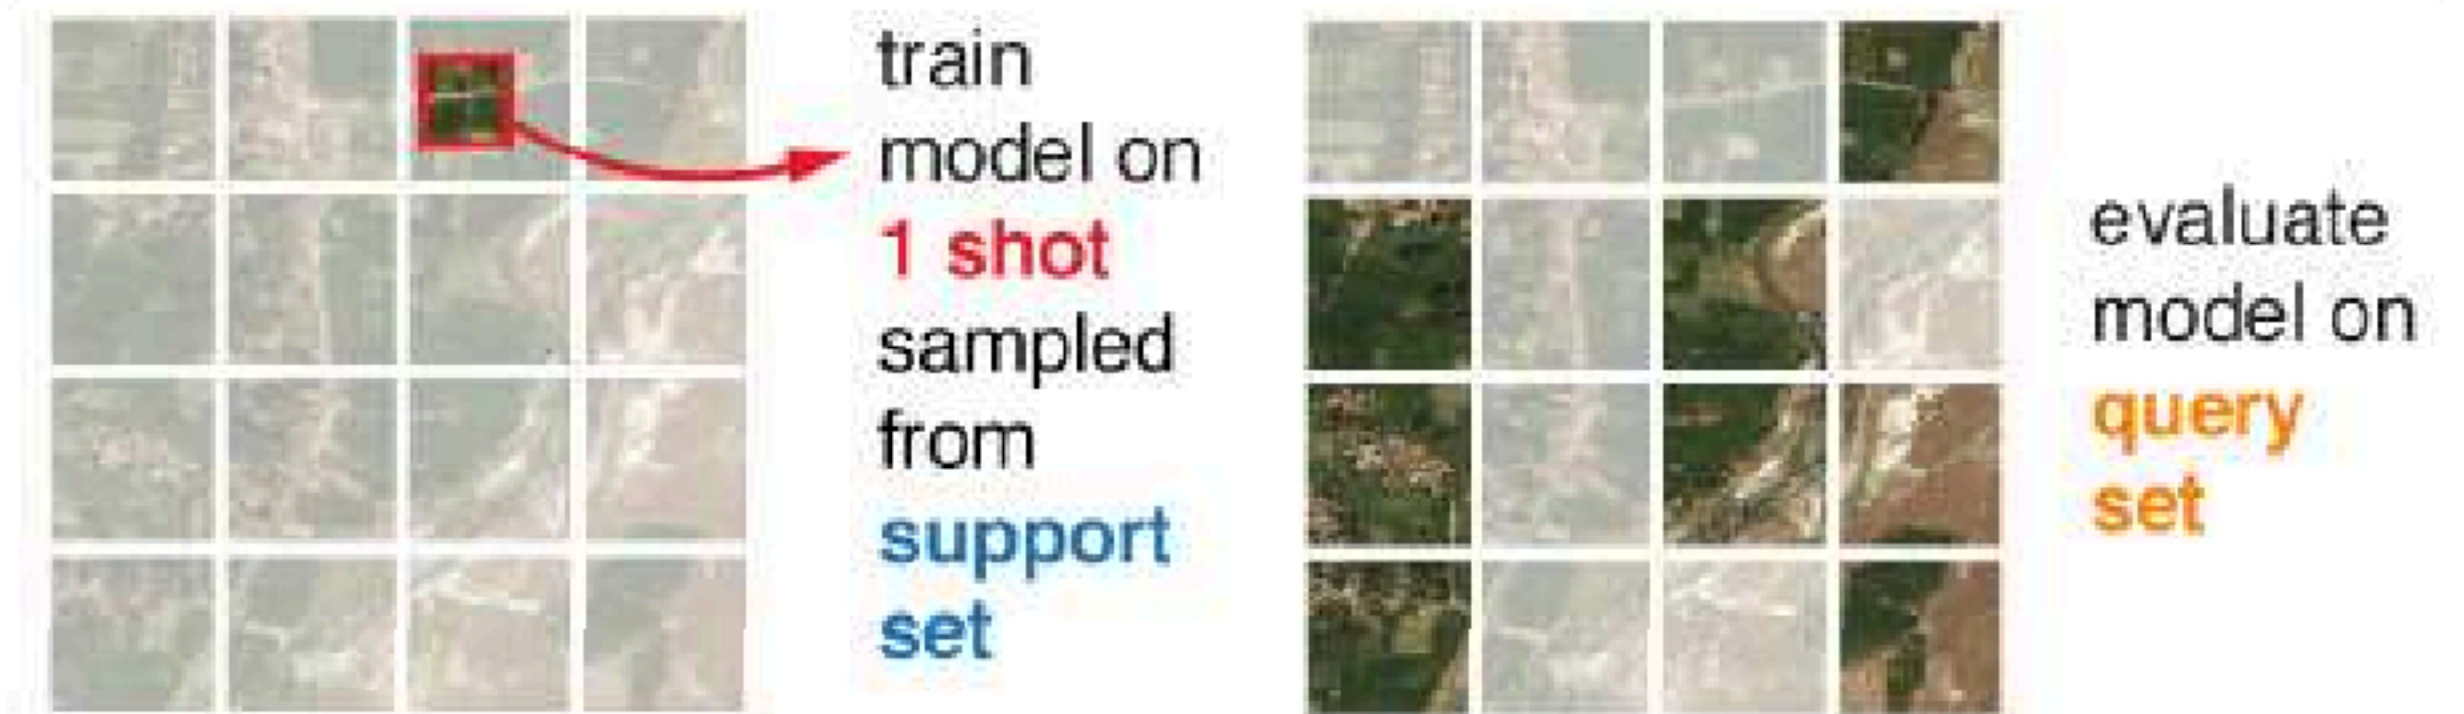 train
model on
1 shot
sampled
from
support
set
evaluate
model on
query
set